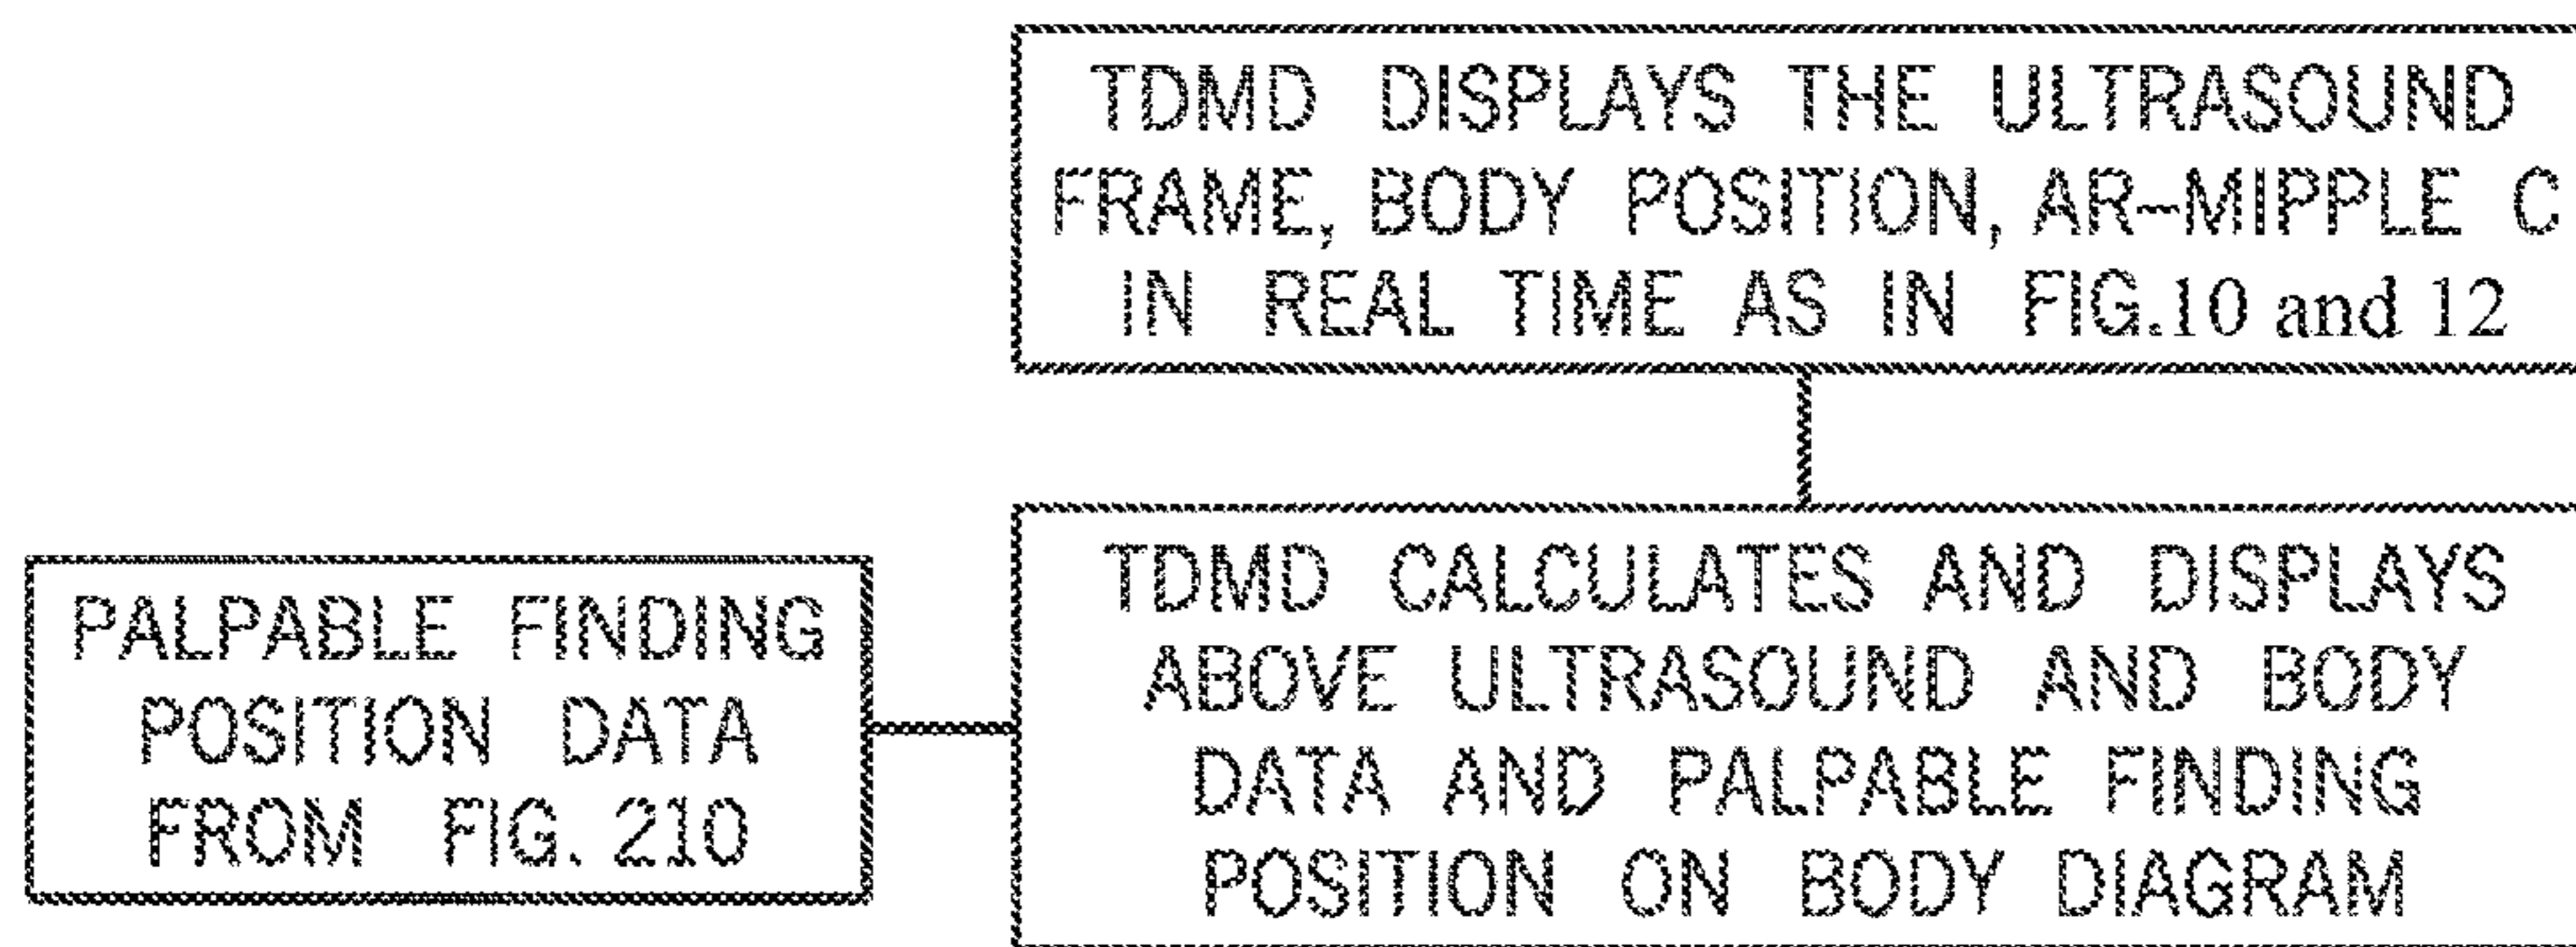 TDMD DISPLAYS THE ULTRASOUND
FRAME, BODY POSITION, AR-MIPPLE C
IN REAL TIME AS IN FIG.10 and 12
TDMD CALCULATES AND DISPLAYS
ABOVE ULTRASOUND AND BODY
DATA AND PALPABLE FINDING
POSITION ON BODY DIAGRAM
PALPABLE FINDING
POSITION DATA
FROM FIG. 210